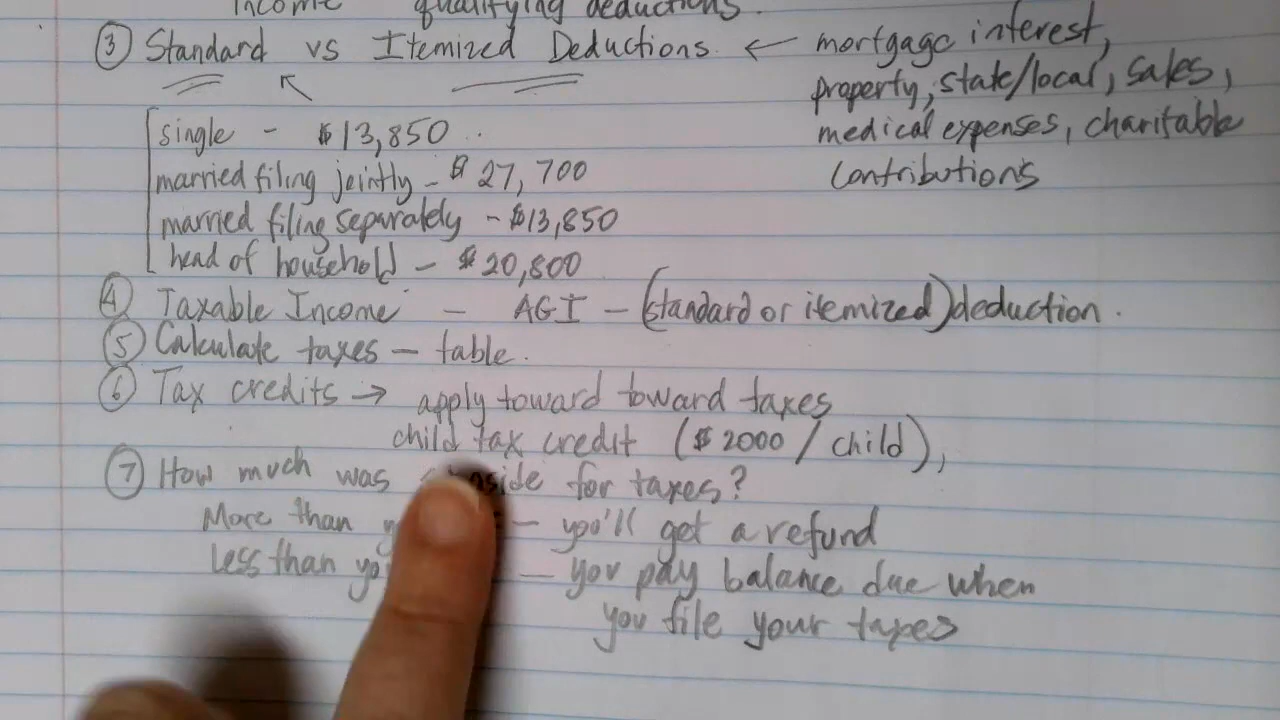 income qualifying deductions.
③ Standard vs Itemized Deductions. ← mortgage interest,
property, state/local, sales,
medical expenses, charitable
contributions
single - $13,850
married filing jointly - $27,700
married filing separately - $13,850
head of household - $20,800
④ Taxable Income - AGI - (standard or itemized) deduction.
⑤ Calculate taxes - table.
⑥ Tax credits → apply toward toward taxes
child tax credit ($2000 / child),
⑦ How much was for taxes?
More than - you'll get a refund
Less than - you pay balance due when
you file your taxes